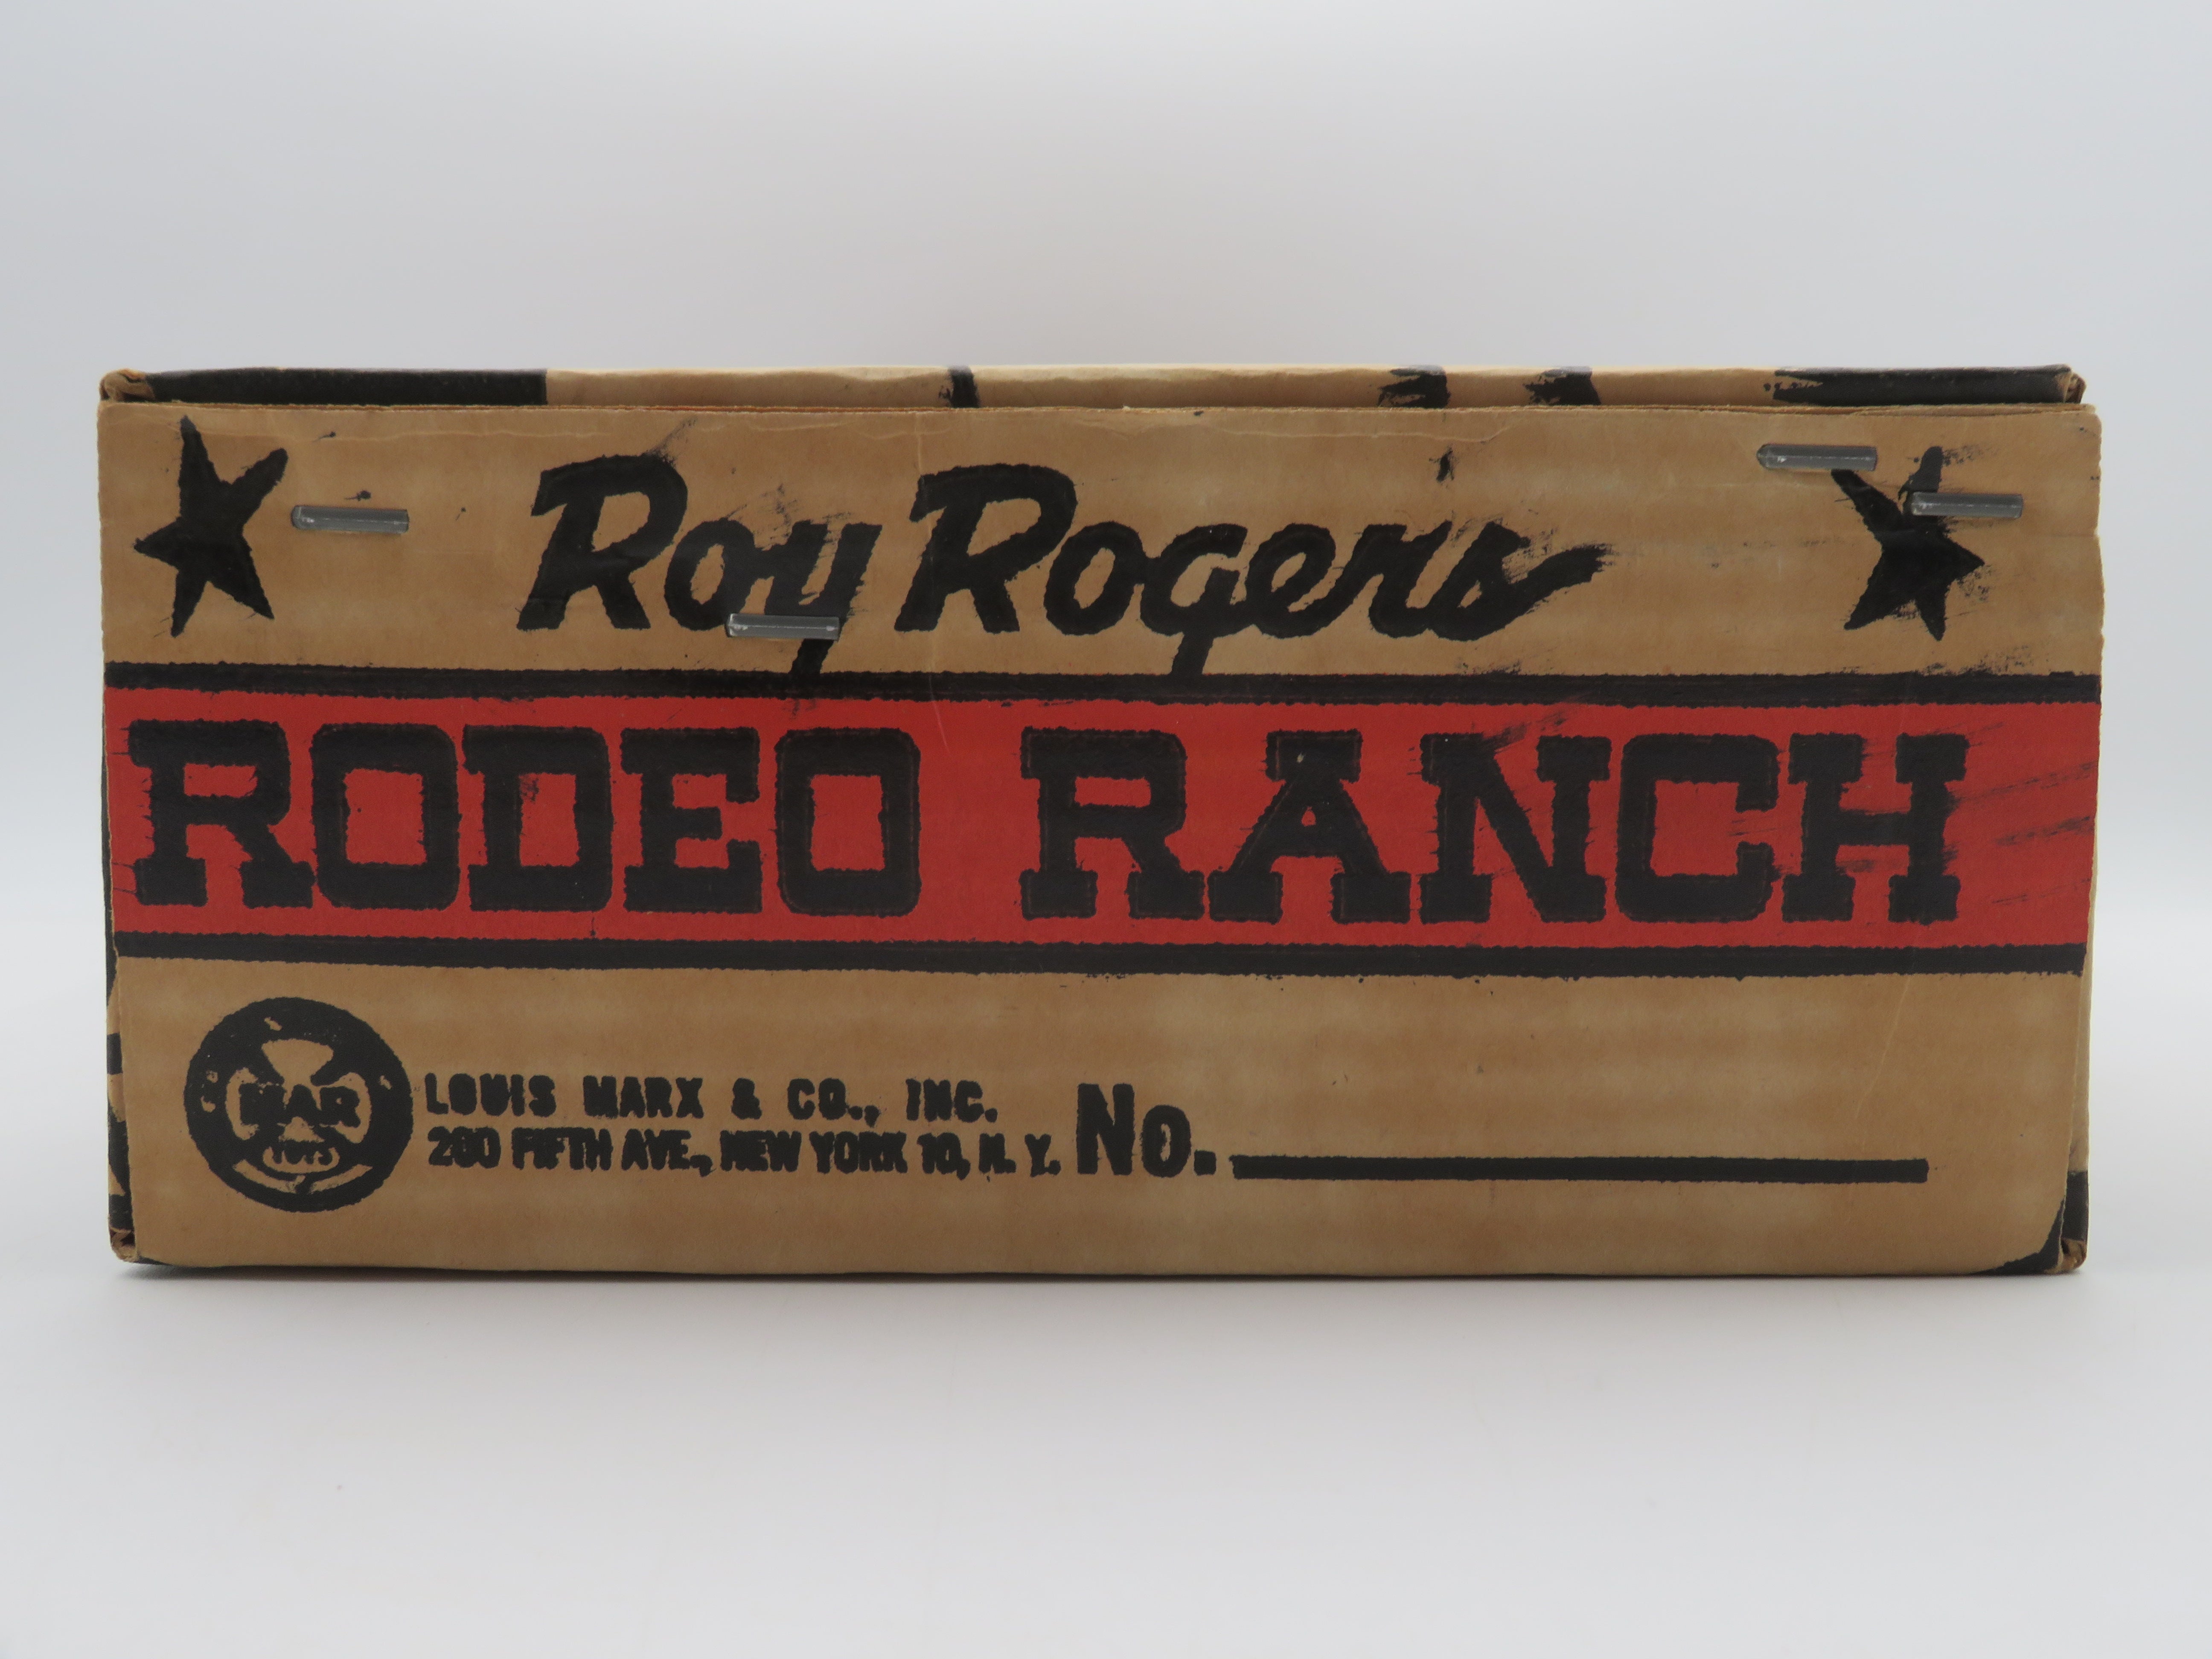 Roy Rogers
RODEO RANCH
MAR
TOYS
LOUIS MARX & CO., INC.
200 FIFTH AVE., NEW YORK 10, N. Y.
No.